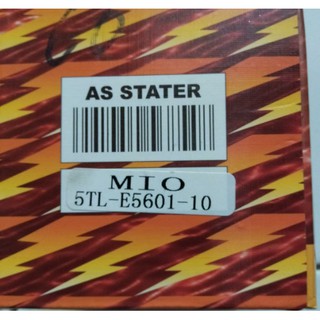 AS STATER
MIO
5TL-E5601-10